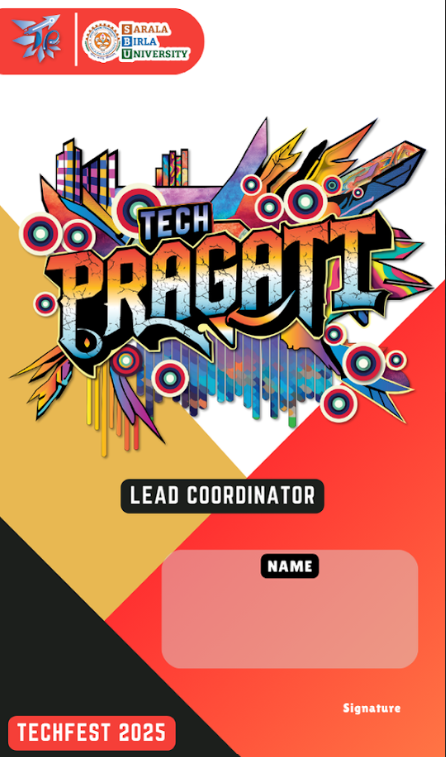 SARALA
BIRLA
UNIVERSITY
TECH
PRAGATI
LEAD COORDINATOR
NAME
Signature
TECHFEST 2025